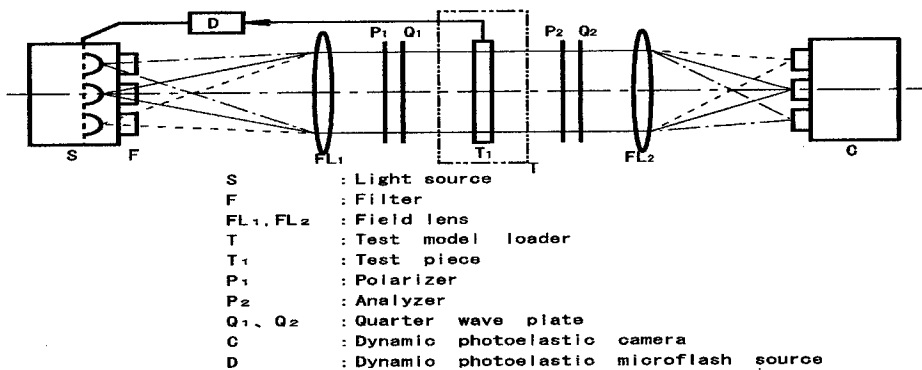 D
P₁ Q₁ P₂ Q₂
S F FL₁ T₁ T FL₂ C
S : Light source
F : Filter
FL₁, FL₂ : Field lens
T : Test model loader
T₁ : Test piece
P₁ : Polarizer
P₂ : Analyzer
Q₁、Q₂ : Quarter wave plate
C : Dynamic photoelastic camera
D : Dynamic photoelastic microflash source